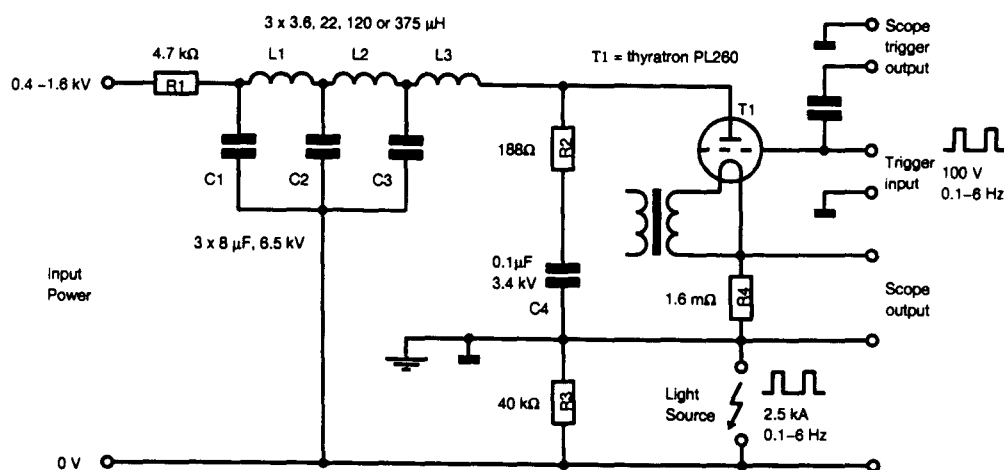 3 x 3.6, 22, 120 or 375 µH
L1
L2
L3
4.7 kΩ
R1
0.4 –1.6 kV
T1 = thyratron PL260
Scope
trigger
output
T1
C1
C2
C3
188Ω
R2
Trigger
input
100 V
0.1–6 Hz
3 x 8 µF, 6.5 kV
Input
Power
0.1µF
3.4 kV
C4
1.6 mΩ
R4
Scope
output
40 kΩ
R3
Light
Source
2.5 kA
0.1–6 Hz
0 V